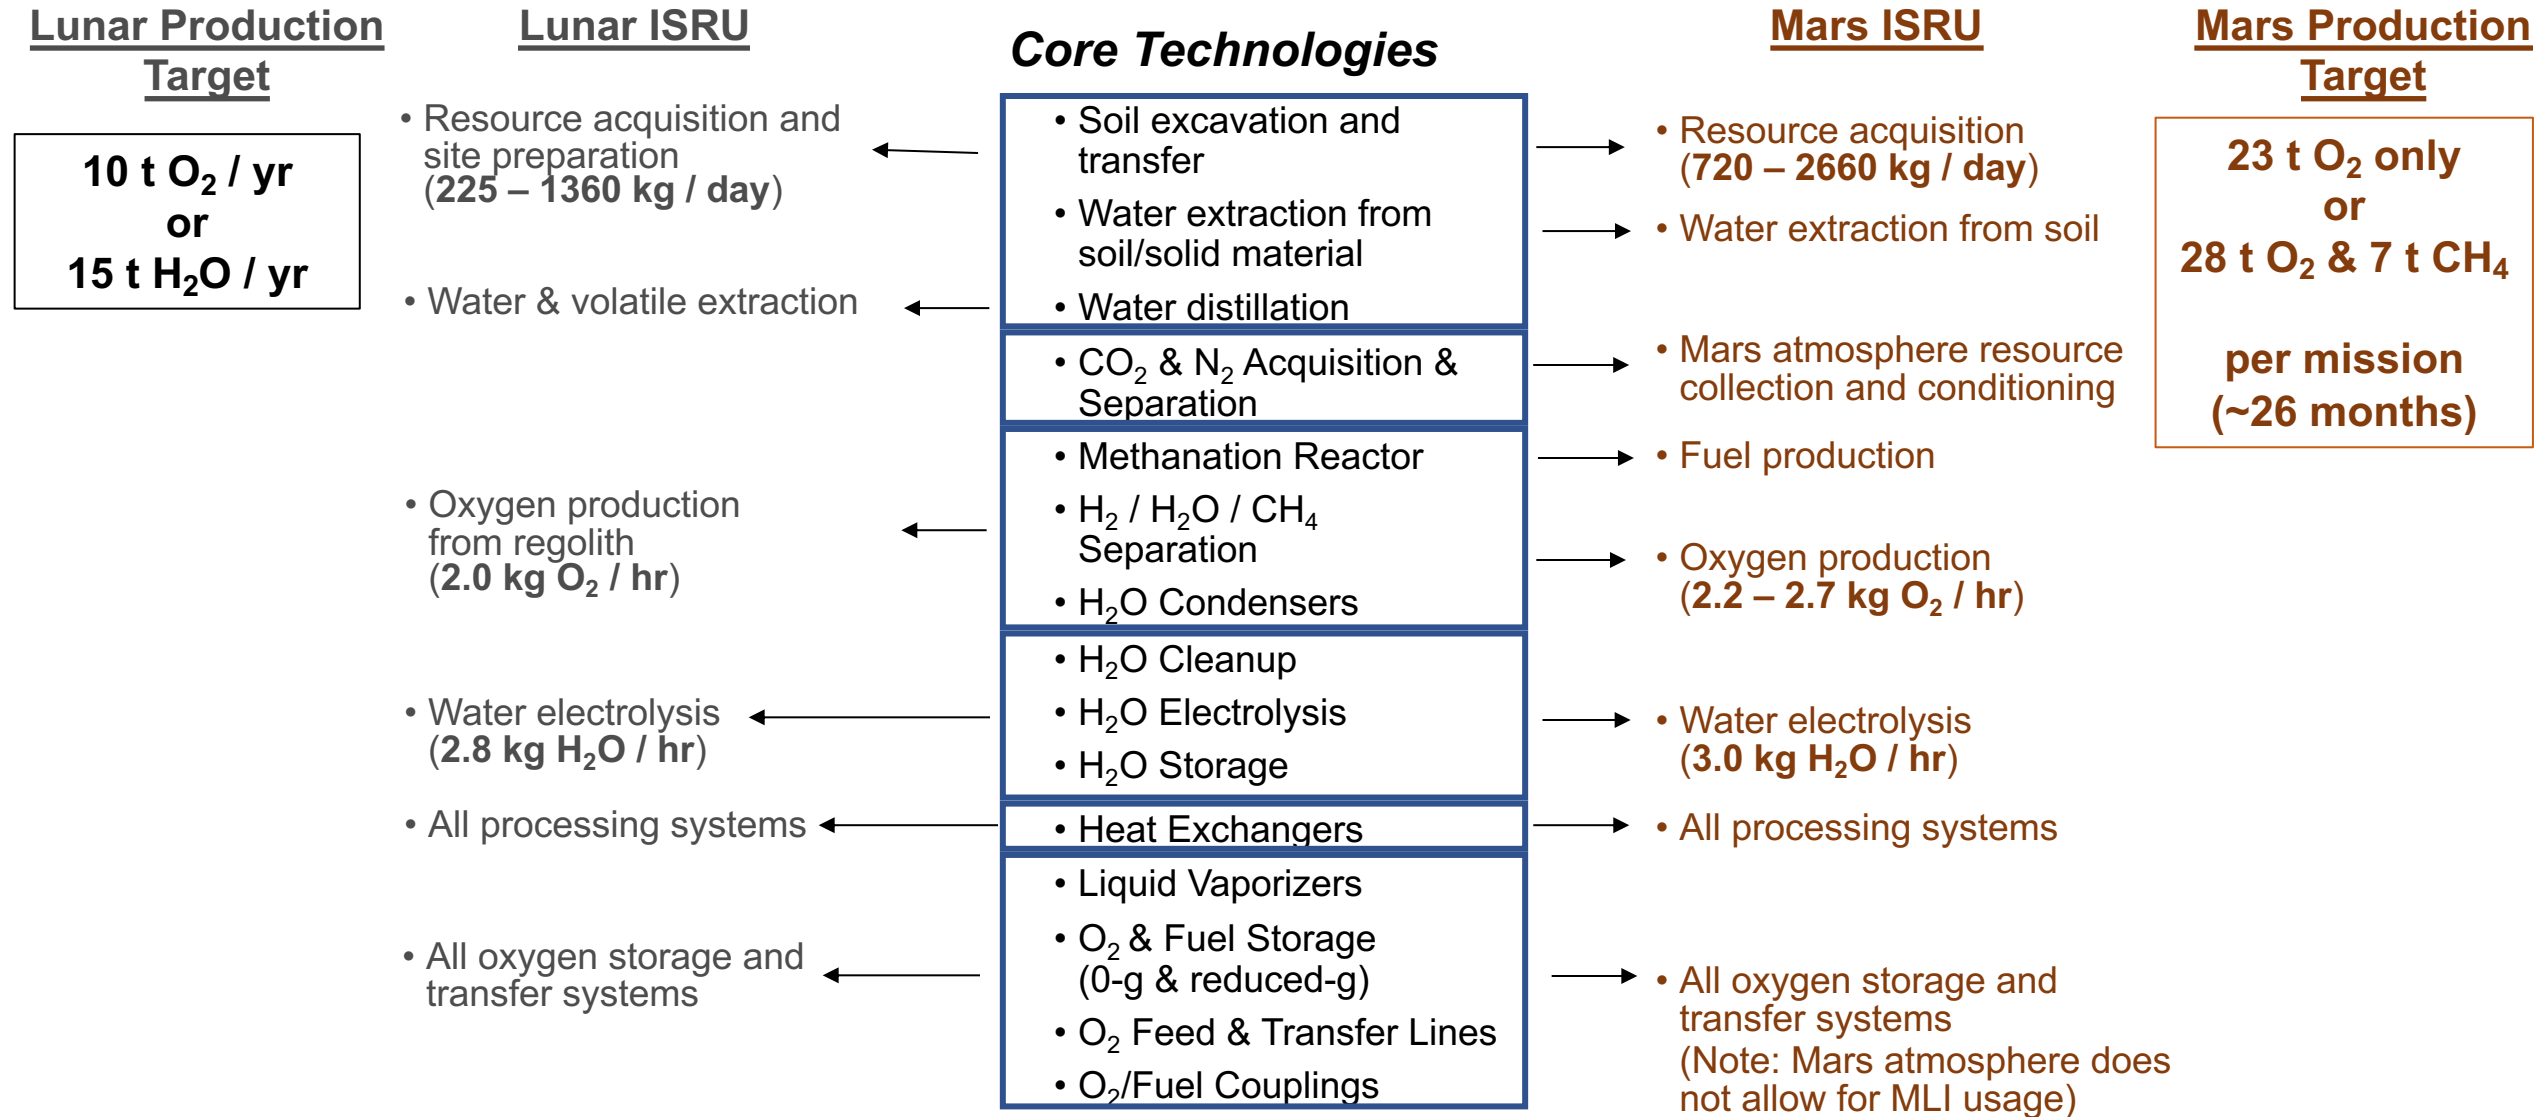 Lunar Production
Target
10 t O₂ / yr
or
15 t H₂O / yr
Lunar ISRU
• Resource acquisition and
site preparation
(225 – 1360 kg / day)
• Water & volatile extraction
• Oxygen production
from regolith
(2.0 kg O₂ / hr)
• Water electrolysis
(2.8 kg H₂O / hr)
• All processing systems
• All oxygen storage and
transfer systems
Core Technologies
• Soil excavation and
transfer
• Water extraction from
soil/solid material
• Water distillation
• CO₂ & N₂ Acquisition &
Separation
• Methanation Reactor
• H₂ / H₂O / CH₄
Separation
• H₂O Condensers
• H₂O Cleanup
• H₂O Electrolysis
• H₂O Storage
• Heat Exchangers
• Liquid Vaporizers
• O₂ & Fuel Storage
(0-g & reduced-g)
• O₂ Feed & Transfer Lines
• O₂/Fuel Couplings
Mars ISRU
• Resource acquisition
(720 – 2660 kg / day)
• Water extraction from soil
• Mars atmosphere resource
collection and conditioning
• Fuel production
• Oxygen production
(2.2 – 2.7 kg O₂ / hr)
• Water electrolysis
(3.0 kg H₂O / hr)
• All processing systems
• All oxygen storage and
transfer systems
(Note: Mars atmosphere does
not allow for MLI usage)
Mars Production
Target
23 t O₂ only
or
28 t O₂ & 7 t CH₄
per mission
(~26 months)